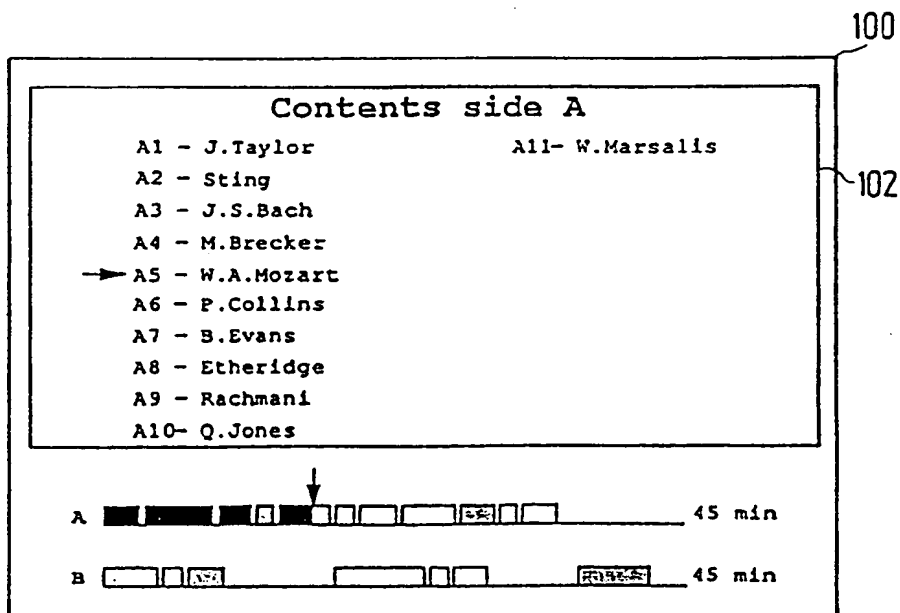 100
Contents side A
A1 - J.Taylor
A2 - Sting
A3 - J.S.Bach
A4 - M.Brecker
A5 - W.A.Mozart
A6 - P.Collins
A7 - B.Evans
A8 - Etheridge
A9 - Rachmani
A10- Q.Jones
A11- W.Marsalis
102
A 45 min
B 45 min